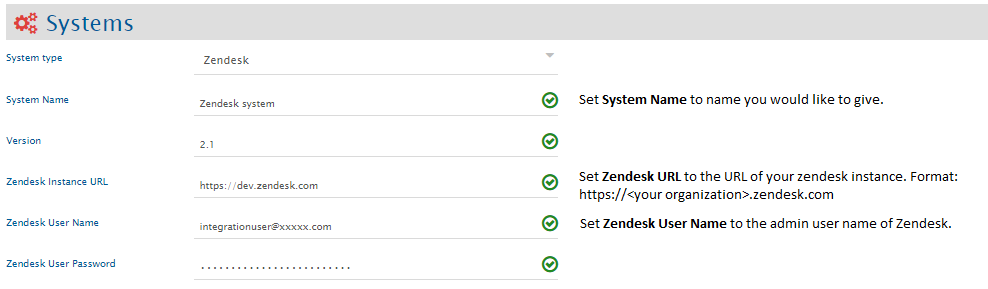 Systems
System type
Zendesk
System Name
Zendesk system
Set System Name to name you would like to give.
Version
2.1
Zendesk Instance URL
https://dev.zendesk.com
Set Zendesk URL to the URL of your zendesk instance. Format:
https://<your organization>.zendesk.com
Zendesk User Name
integrationuser@xxxxx.com
Set Zendesk User Name to the admin user name of Zendesk.
Zendesk User Password
·························